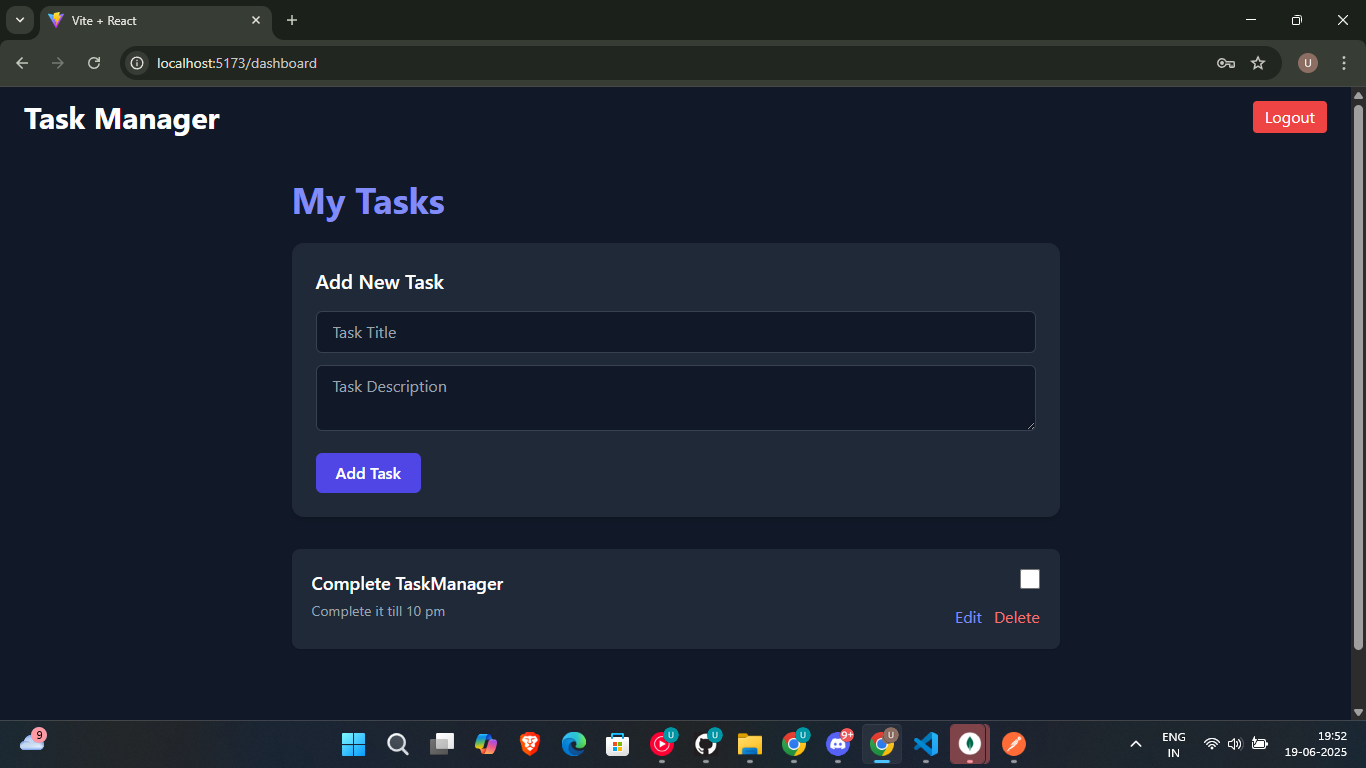 Vite + React
localhost:5173/dashboard
U
Task Manager
Logout
My Tasks
Add New Task
Task Title
Task Description
Add Task
Complete TaskManager
Complete it till 10 pm
Edit Delete
9
U
U
U
9+
U
ENG
IN
19:52
19-06-2025